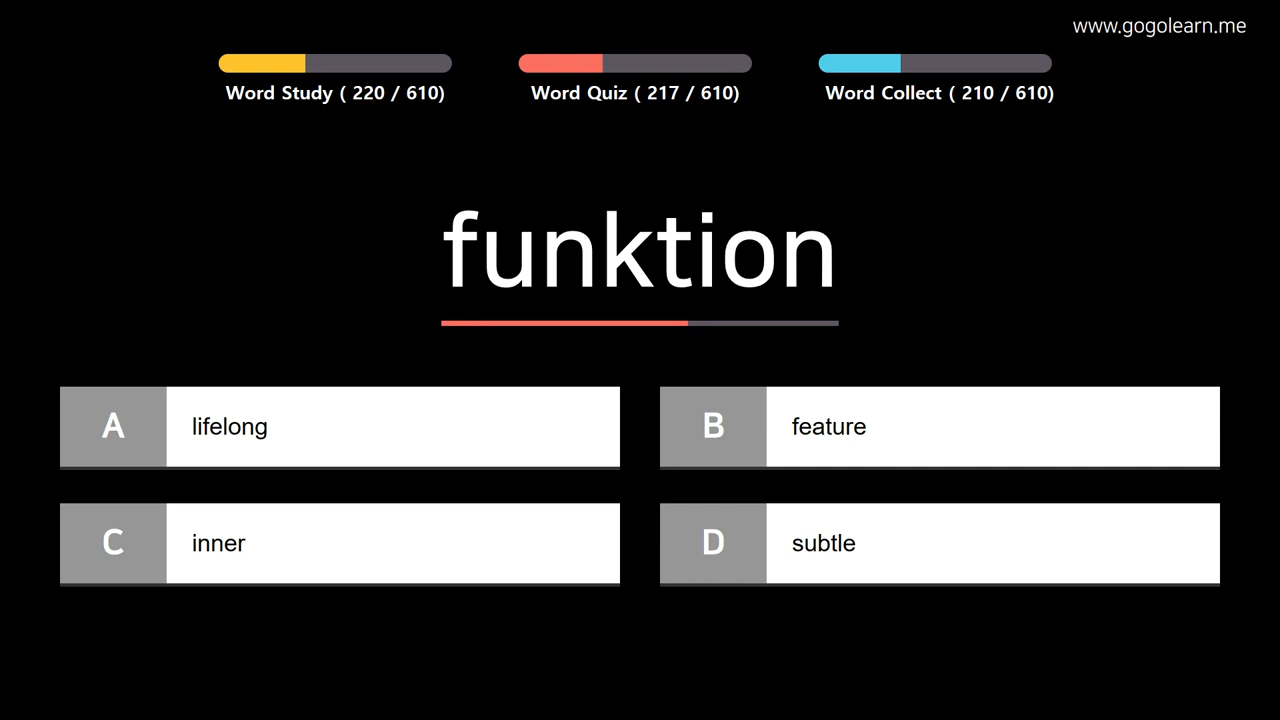 www.gogolearn.me
Word Study ( 220 / 610)
Word Quiz ( 217 / 610)
Word Collect ( 210 / 610)
funktion
A lifelong
B feature
C inner
D subtle